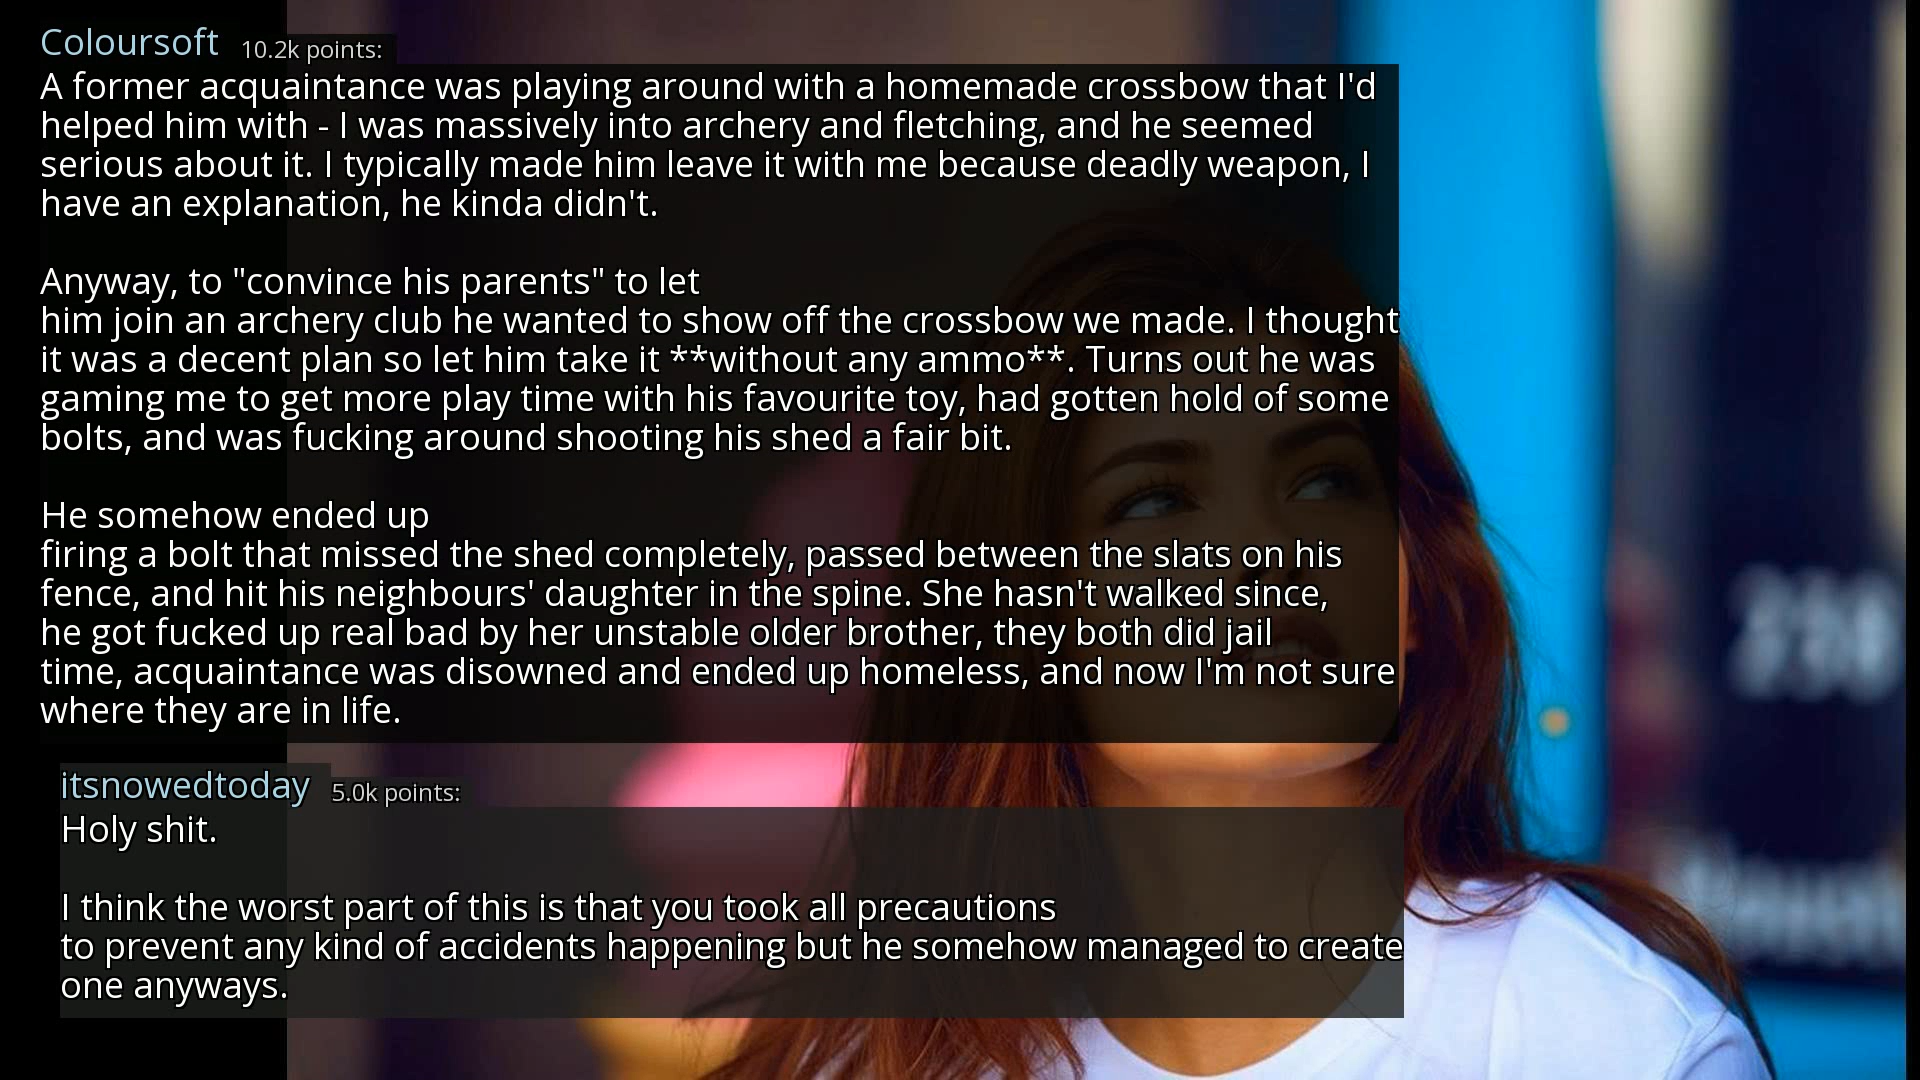 Coloursoft 10.2k points:
A former acquaintance was playing around with a homemade crossbow that I'd
helped him with - I was massively into archery and fletching, and he seemed
serious about it. I typically made him leave it with me because deadly weapon, I
have an explanation, he kinda didn't.
Anyway, to "convince his parents" to let
him join an archery club he wanted to show off the crossbow we made. I thought
it was a decent plan so let him take it **without any ammo**. Turns out he was
gaming me to get more play time with his favourite toy, had gotten hold of some
bolts, and was fucking around shooting his shed a fair bit.
He somehow ended up
firing a bolt that missed the shed completely, passed between the slats on his
fence, and hit his neighbours' daughter in the spine. She hasn't walked since,
he got fucked up real bad by her unstable older brother, they both did jail
time, acquaintance was disowned and ended up homeless, and now I'm not sure
where they are in life.
itsnowedtoday 5.0k points:
Holy shit.
I think the worst part of this is that you took all precautions
to prevent any kind of accidents happening but he somehow managed to create
one anyways.